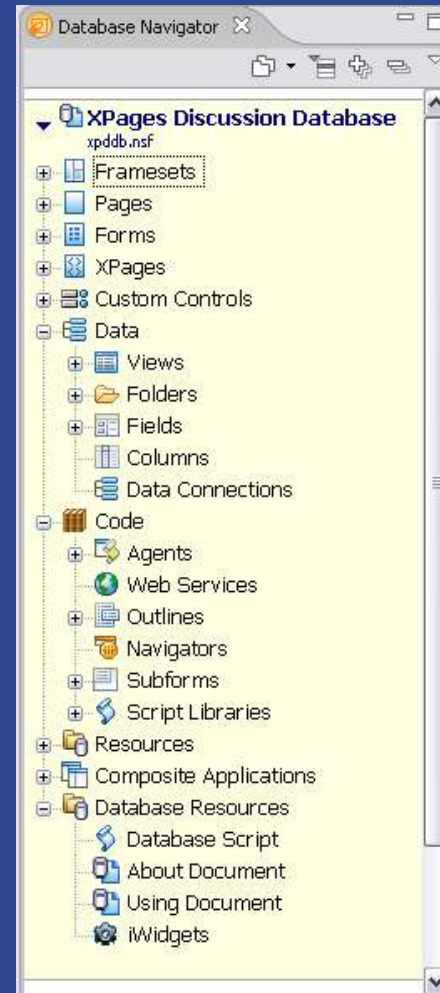 Database Navigator
XPages Discussion Database
xpddb.nsf
Framesets
Pages
Forms
XPages
Custom Controls
Data
Views
Folders
Fields
Columns
Data Connections
Code
Agents
Web Services
Outlines
Navigators
Subforms
Script Libraries
Resources
Composite Applications
Database Resources
Database Script
About Document
Using Document
iWidgets